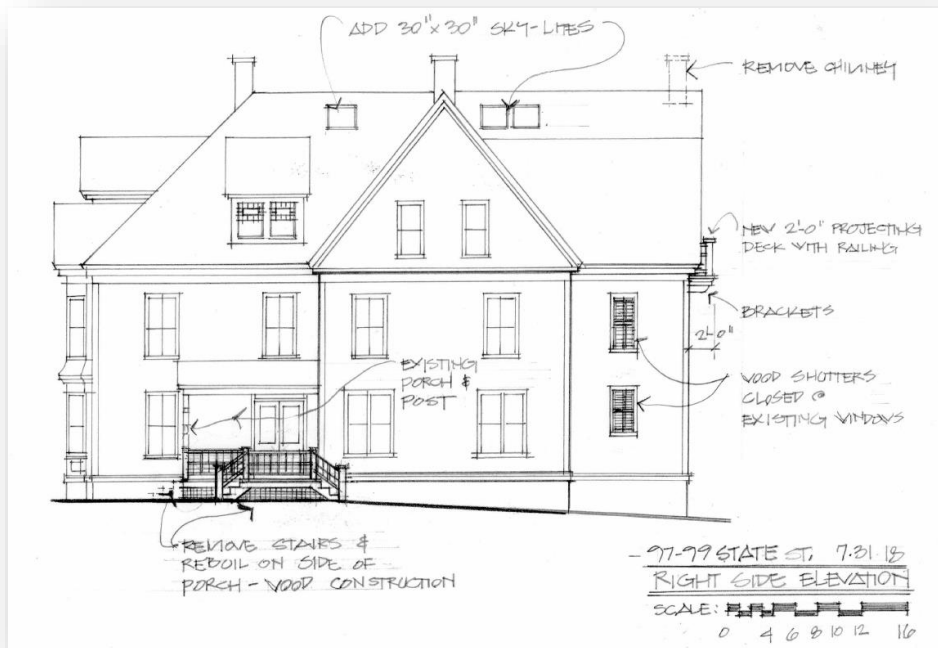 ADD 30"x30" SKY-LITES
REMOVE CHIMNEY
NEW 2'-0" PROJECTING
DECK WITH RAILING
BRACKETS
2'-0"
EXISTING
PORCH &
POST
WOOD SHUTTERS
CLOSED @
EXISTING WINDOWS
REMOVE STAIRS &
REBUIL ON SIDE OF
PORCH - WOOD CONSTRUCTION
- 97-99 STATE ST. 7.31.18
RIGHT SIDE ELEVATION
SCALE:
0 4 6 8 10 12 16